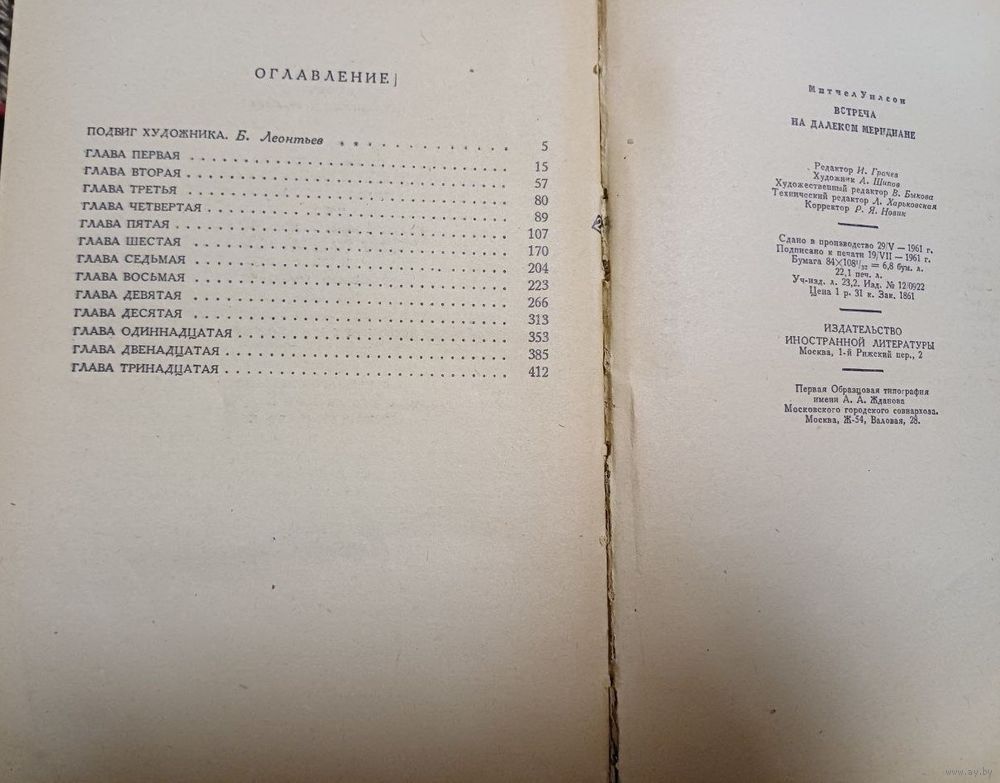 ОГЛАВЛЕНИЕ
ПОДВИГ ХУДОЖНИКА. Б. Леонтьев . . . . . . . . . . 5
ГЛАВА ПЕРВАЯ . . . . . . . . . . 15
ГЛАВА ВТОРАЯ . . . . . . . . . . 57
ГЛАВА ТРЕТЬЯ . . . . . . . . . . 80
ГЛАВА ЧЕТВЕРТАЯ . . . . . . . . . . 89
ГЛАВА ПЯТАЯ . . . . . . . . . . 107
ГЛАВА ШЕСТАЯ . . . . . . . . . . 170
ГЛАВА СЕДЬМАЯ . . . . . . . . . . 204
ГЛАВА ВОСЬМАЯ . . . . . . . . . . 223
ГЛАВА ДЕВЯТАЯ . . . . . . . . . . 266
ГЛАВА ДЕСЯТАЯ . . . . . . . . . . 313
ГЛАВА ОДИННАДЦАТАЯ . . . . . . . . . . 353
ГЛАВА ДВЕНАДЦАТАЯ . . . . . . . . . . 385
ГЛАВА ТРИНАДЦАТАЯ . . . . . . . . . . 412
Митчел Уилсон
ВСТРЕЧА
НА ДАЛЕКОМ МЕРИДИАНЕ
Редактор И. Грачев
Художник А. Шипов
Художественный редактор В. Быкова
Технический редактор Л. Харьковская
Корректор Р. Я. Новик
Сдано в производство 29/V — 1961 г.
Подписано к печати 19/VII — 1961 г.
Бумага 84×108 1/32 = 6,8 бум. л.
22,1 печ. л.
Уч-изд. л. 23,2. Изд. № 12/0922
Цена 1 р. 31 к. Зак. 1861
ИЗДАТЕЛЬСТВО
ИНОСТРАННОЙ ЛИТЕРАТУРЫ
Москва, 1-й Рижский пер., 2
Первая Образцовая типография
имени А. А. Жданова
Московского городского совнархоза.
Москва, Ж-54, Валовая, 28.
www.ay.by